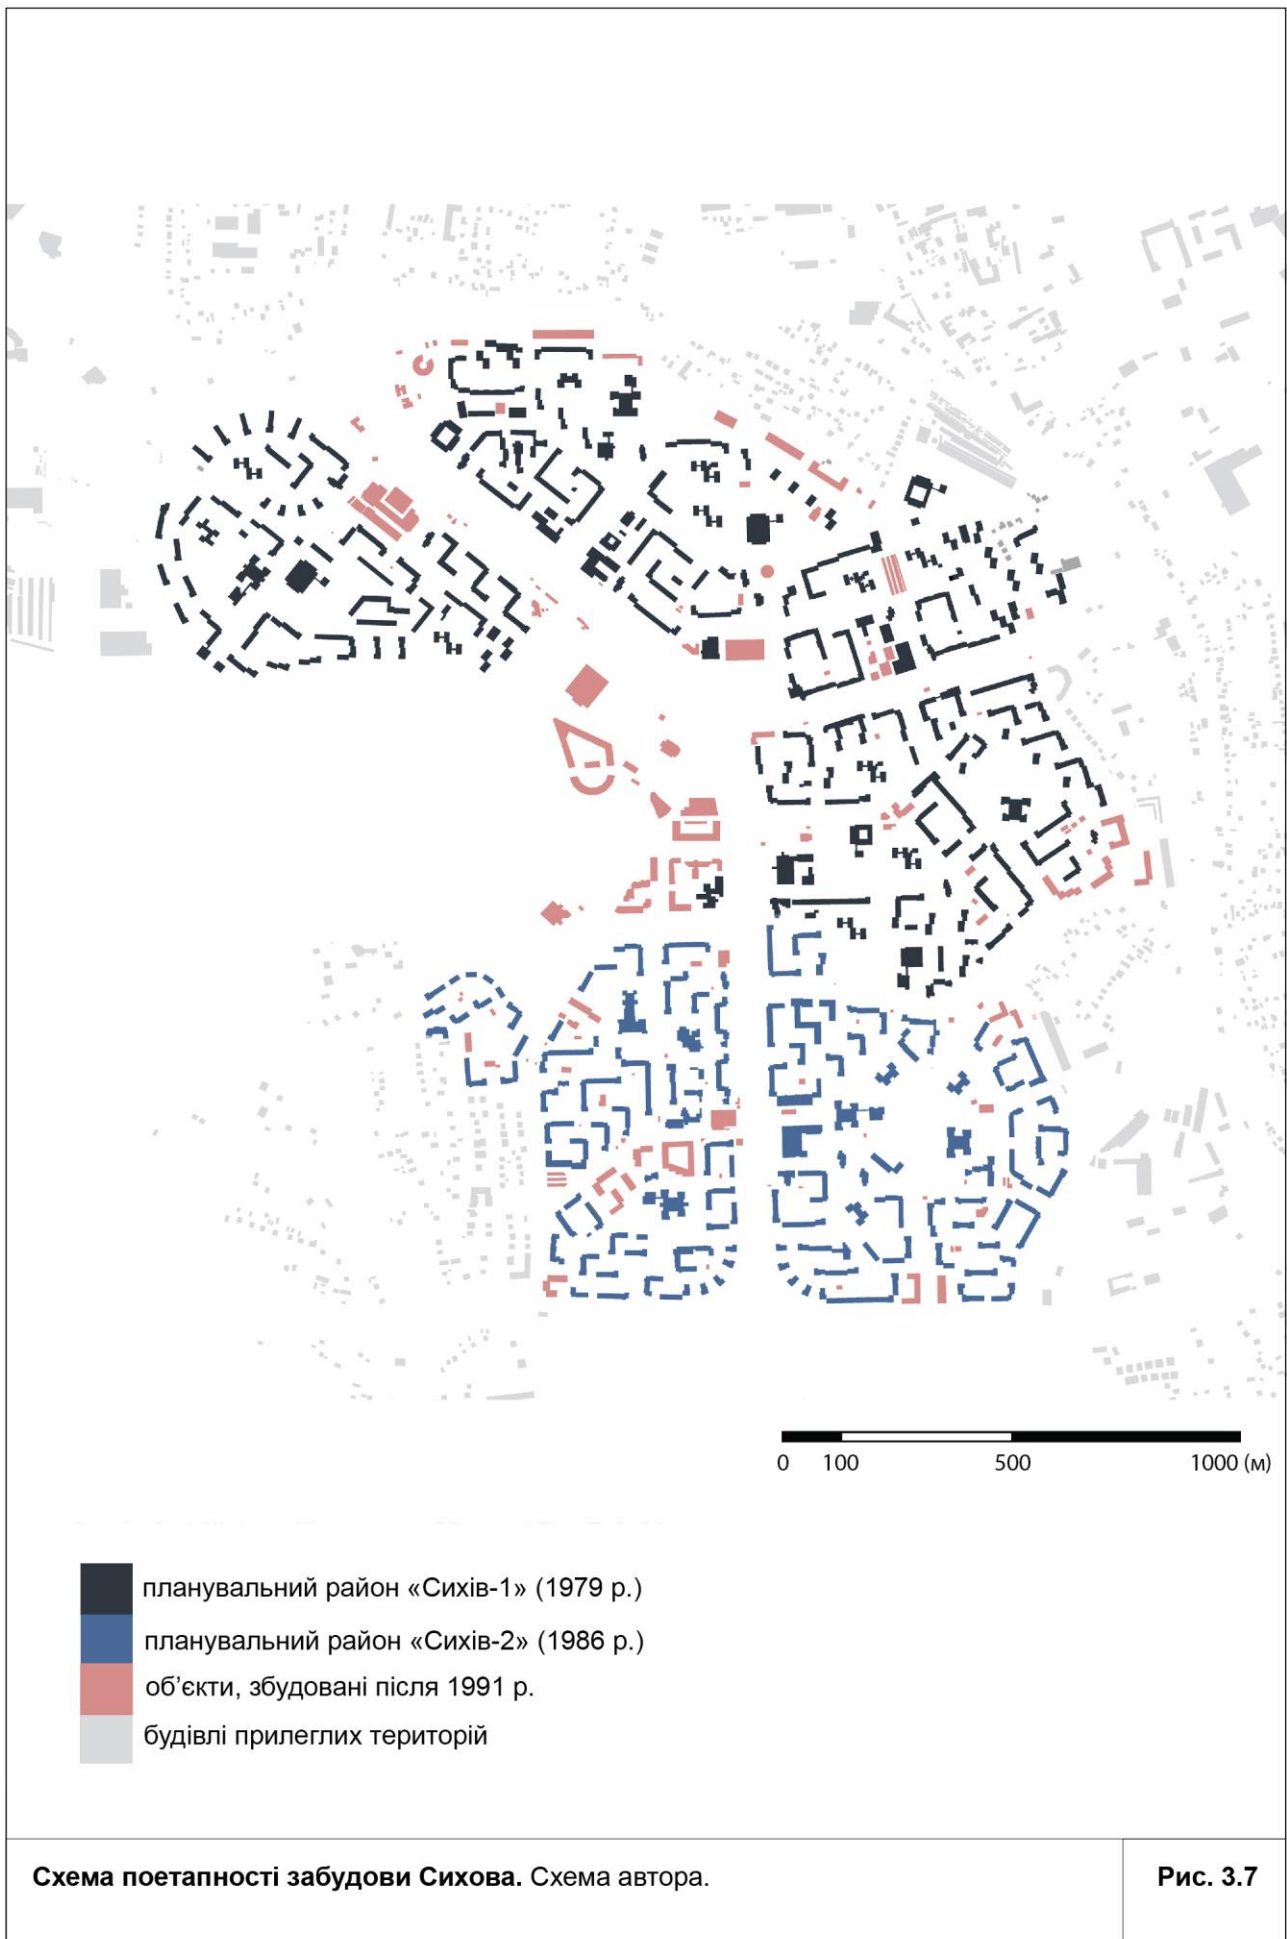 0 100 500 1000 (м)
планувальний район «Сихів-1» (1979 р.)
планувальний район «Сихів-2» (1986 р.)
об’єкти, збудовані після 1991 р.
будівлі прилеглих територій
Схема поетапності забудови Сихова. Схема автора.
Рис. 3.7